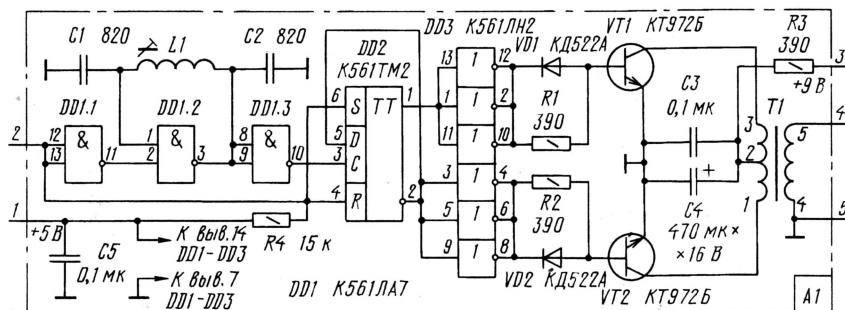 C1 820
L1
C2 820
DD1.1
DD1.2
DD1.3
&
&
&
2
12
13
11
1
2
3
8
9
10
DD2
К561ТМ2
6 S
5 D
3 C
4 R
TT
1
2
DD3 К561ЛН2
13 1 12
1 1 2
11 1 10
3 1 4
5 1 6
9 1 8
VD1
КД522А
R1
390
R2
390
VD2 КД522А
VT1 КТ972Б
VT2 КТ972Б
C3
0,1 мк
C4
470 мк ×
×16 В
+
R3
390
3
+9 В
T1
3
2
1
5
4
4
5
1
+5 В
C5
0,1 мк
К выв. 14
DD1-DD3
К выв. 7
DD1-DD3
R4 15 к
DD1 К561ЛА7
A1